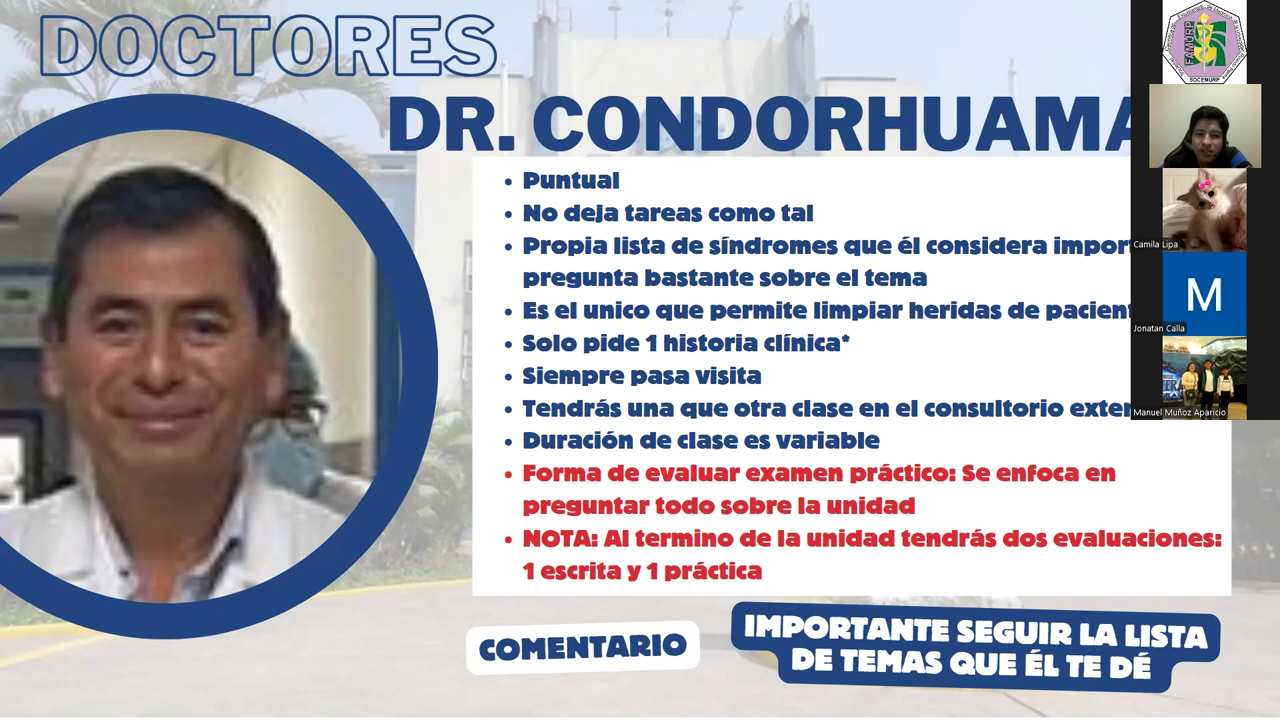 DOCTORES
DR. CONDORHUAMA
• Puntual
• No deja tareas como tal
• Propia lista de síndromes que él considera impor
pregunta bastante sobre el tema
• Es el unico que permite limpiar heridas de pacient
• Solo pide 1 historia clínica*
• Siempre pasa visita
• Tendrás una que otra clase en el consultorio exter
• Duración de clase es variable
• Forma de evaluar examen práctico: Se enfoca en
preguntar todo sobre la unidad
• NOTA: Al termino de la unidad tendrás dos evaluaciones:
1 escrita y 1 práctica
COMENTARIO
IMPORTANTE SEGUIR LA LISTA
DE TEMAS QUE ÉL TE DÉ
FAMURP
SOCEMURP
Camila Lipa
M
Jonatan Calla
Manuel Muñoz Aparicio